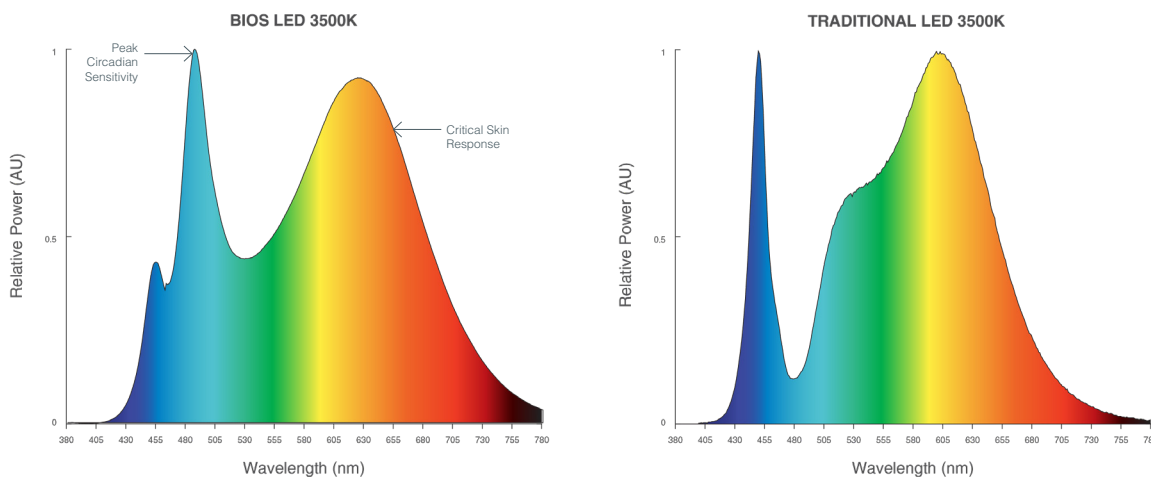 BIOS LED 3500K
Peak
Circadian
Sensitivity
Critical Skin
Response
1
0.5
0
Relative Power (AU)
380 405 430 455 480 505 530 555 580 605 630 655 680 705 730 755 780
Wavelength (nm)
TRADITIONAL LED 3500K
1
0.5
0
Relative Power (AU)
380 405 430 455 480 505 530 555 580 605 630 655 680 705 730 755 78
Wavelength (nm)